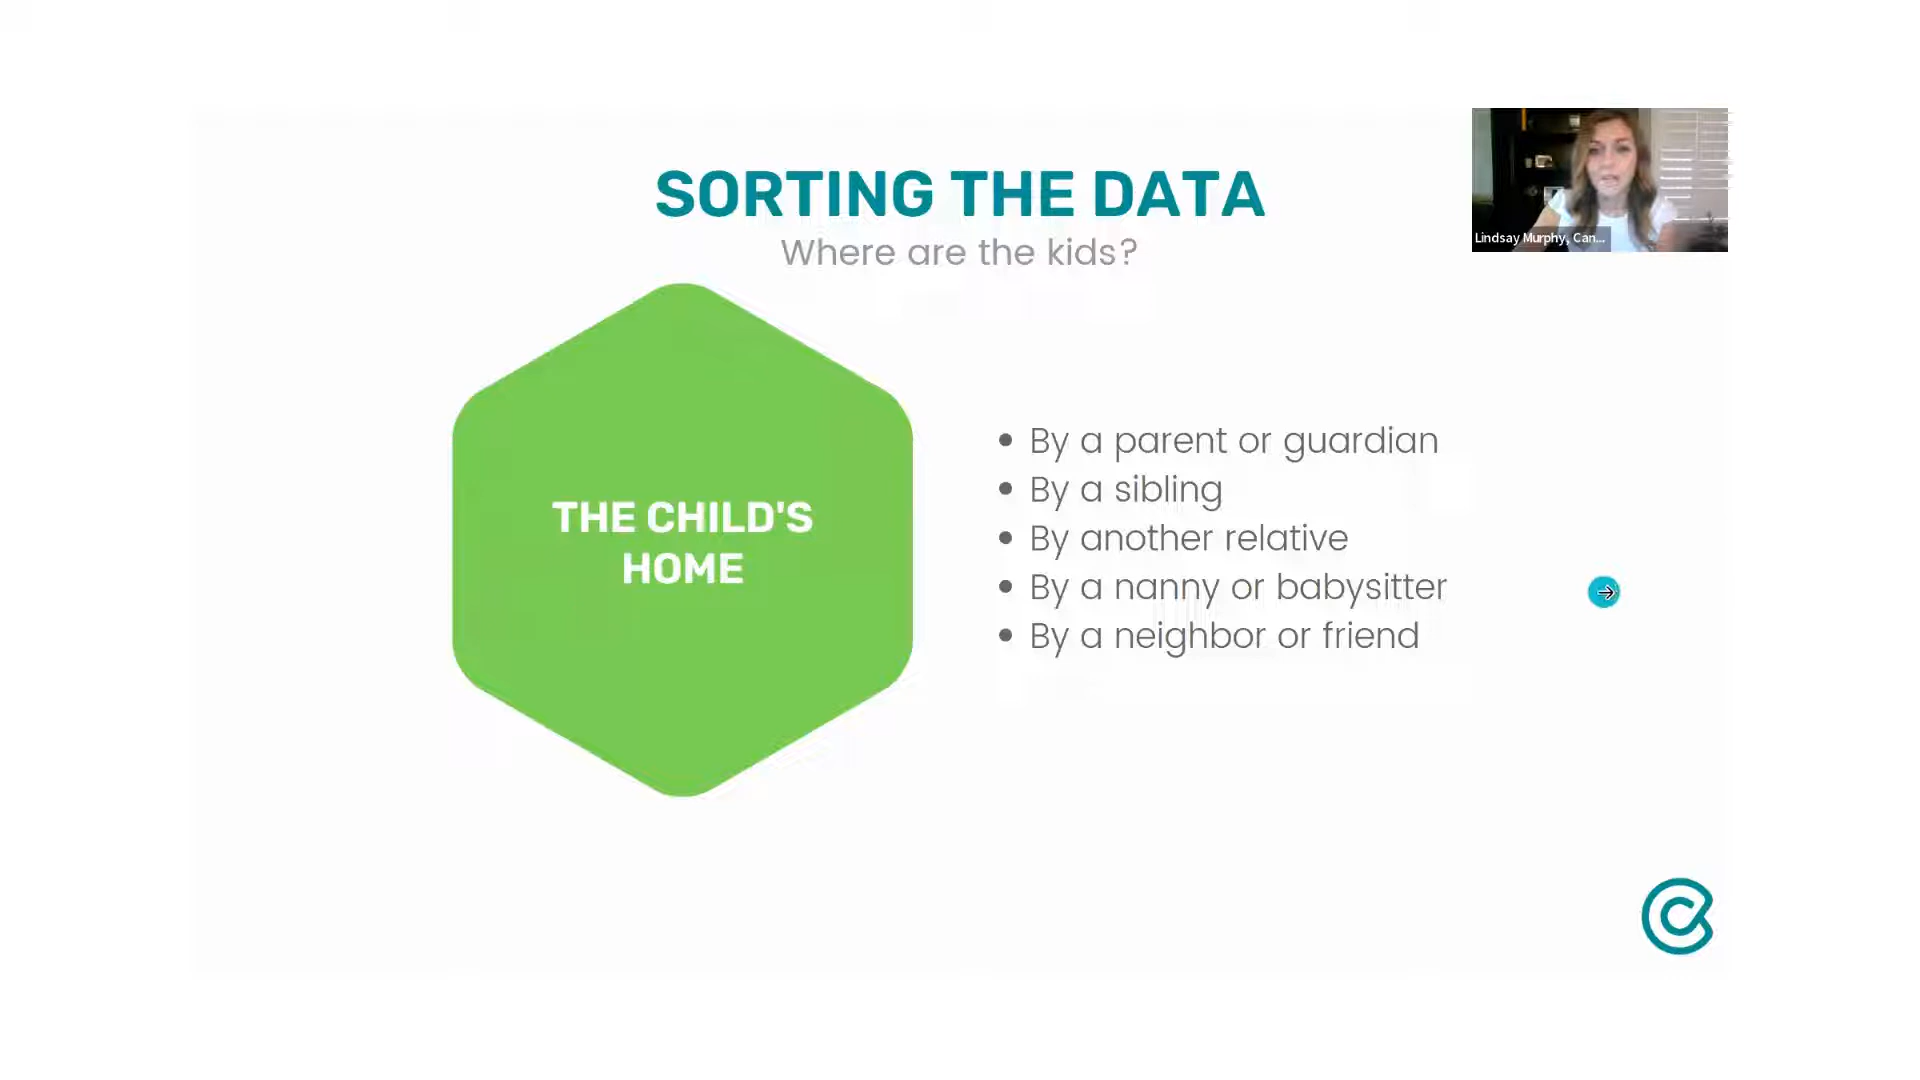 SORTING THE DATA
Where are the kids?
Lindsay Murphy, Can...
THE CHILD'S
HOME
• By a parent or guardian
• By a sibling
• By another relative
• By a nanny or babysitter
• By a neighbor or friend